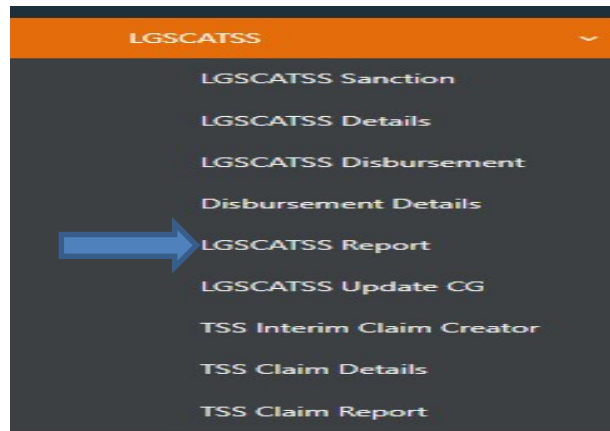 LGSCATSS
LGSCATSS Sanction
LGSCATSS Details
LGSCATSS Disbursement
Disbursement Details
LGSCATSS Report
LGSCATSS Update CG
TSS Interim Claim Creator
TSS Claim Details
TSS Claim Report